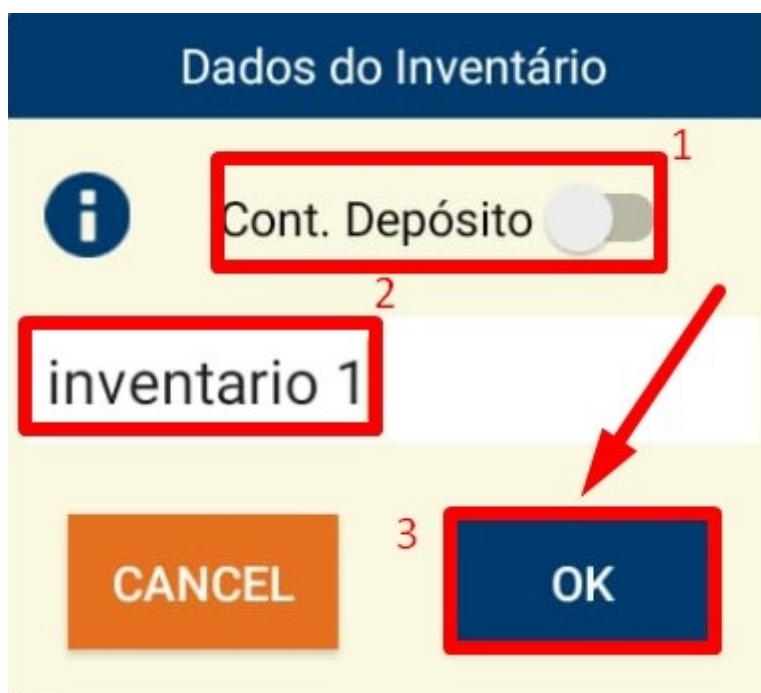 Dados do Inventário
1
Cont. Depósito
2
inventario 1
3
CANCEL
OK